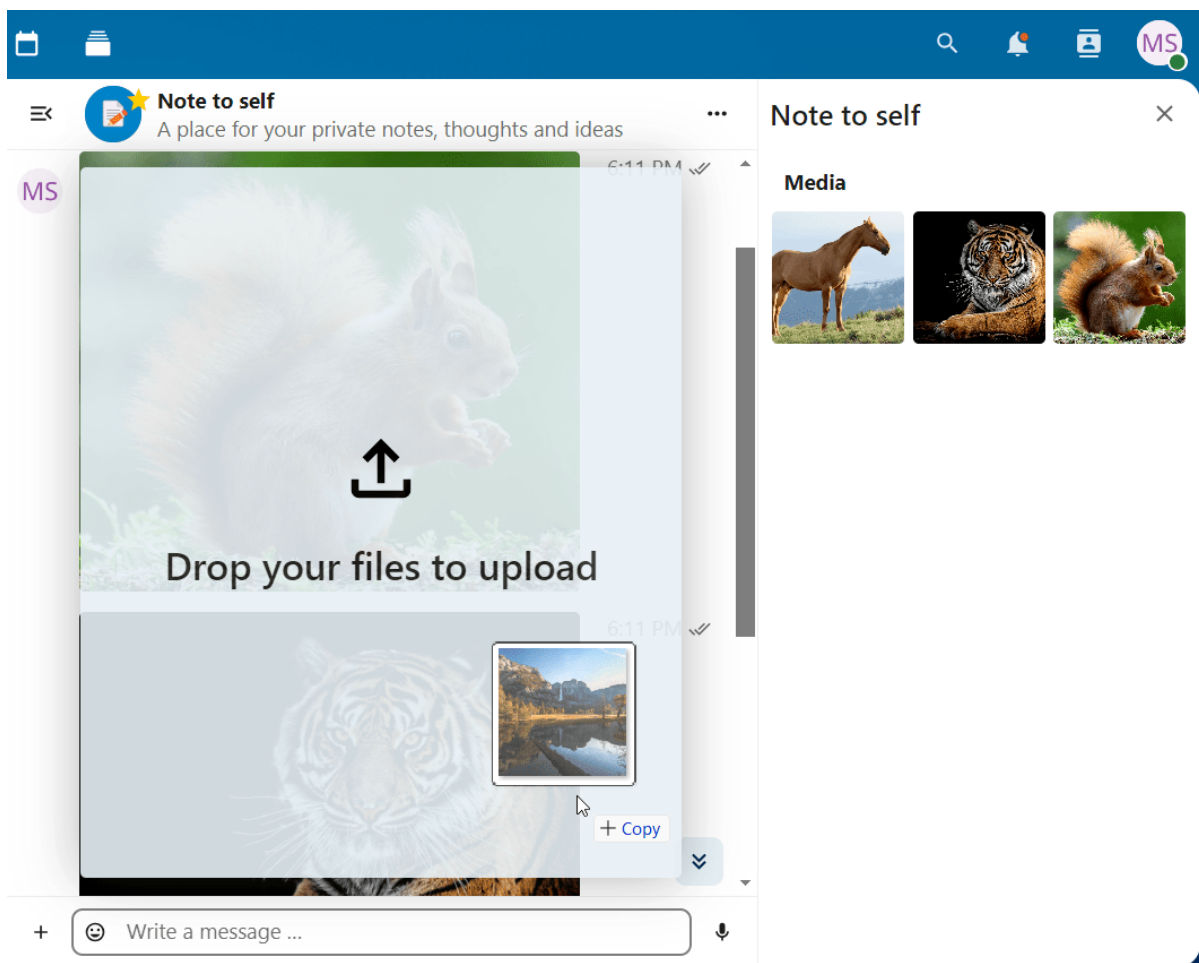 MS
Note to self
A place for your private notes, thoughts and ideas
Note to self
MS
6:11 PM
Media
Drop your files to upload
6:11 PM
+ Copy
Write a message ...